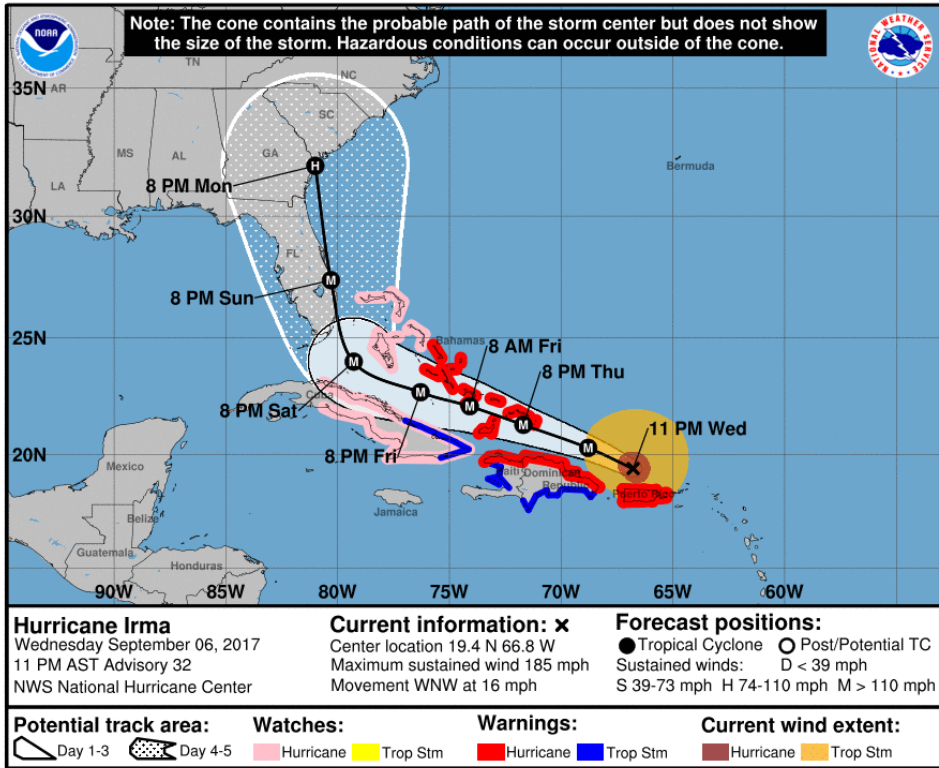 Note: The cone contains the probable path of the storm center but does not show
the size of the storm. Hazardous conditions can occur outside of the cone.
NOAA
NATIONAL WEATHER SERVICE
TN
NC
35N
AR
SC
MS
AL
GA
Bermuda
8 PM Mon
LA
30N
FL
8 PM Sun
25N
Bahamas
8 AM Fri
8 PM Thu
Cuba
8 PM Sat
11 PM Wed
8 PM Fri
20N
Mexico
Haiti
Dominican
Republic
Puerto Rico
Jamaica
Belize
Guatemala
Honduras
90W 85W 80W 75W 70W 65W 60W
H
M
M
M
M
M
M
Hurricane Irma
Wednesday September 06, 2017
11 PM AST Advisory 32
NWS National Hurricane Center
Current information: x
Center location 19.4 N 66.8 W
Maximum sustained wind 185 mph
Movement WNW at 16 mph
Forecast positions:
Tropical Cyclone Post/Potential TC
Sustained winds: D < 39 mph
S 39-73 mph H 74-110 mph M > 110 mph
Potential track area:
Day 1-3 Day 4-5
Watches:
Hurricane Trop Stm
Warnings:
Hurricane Trop Stm
Current wind extent:
Hurricane Trop Stm